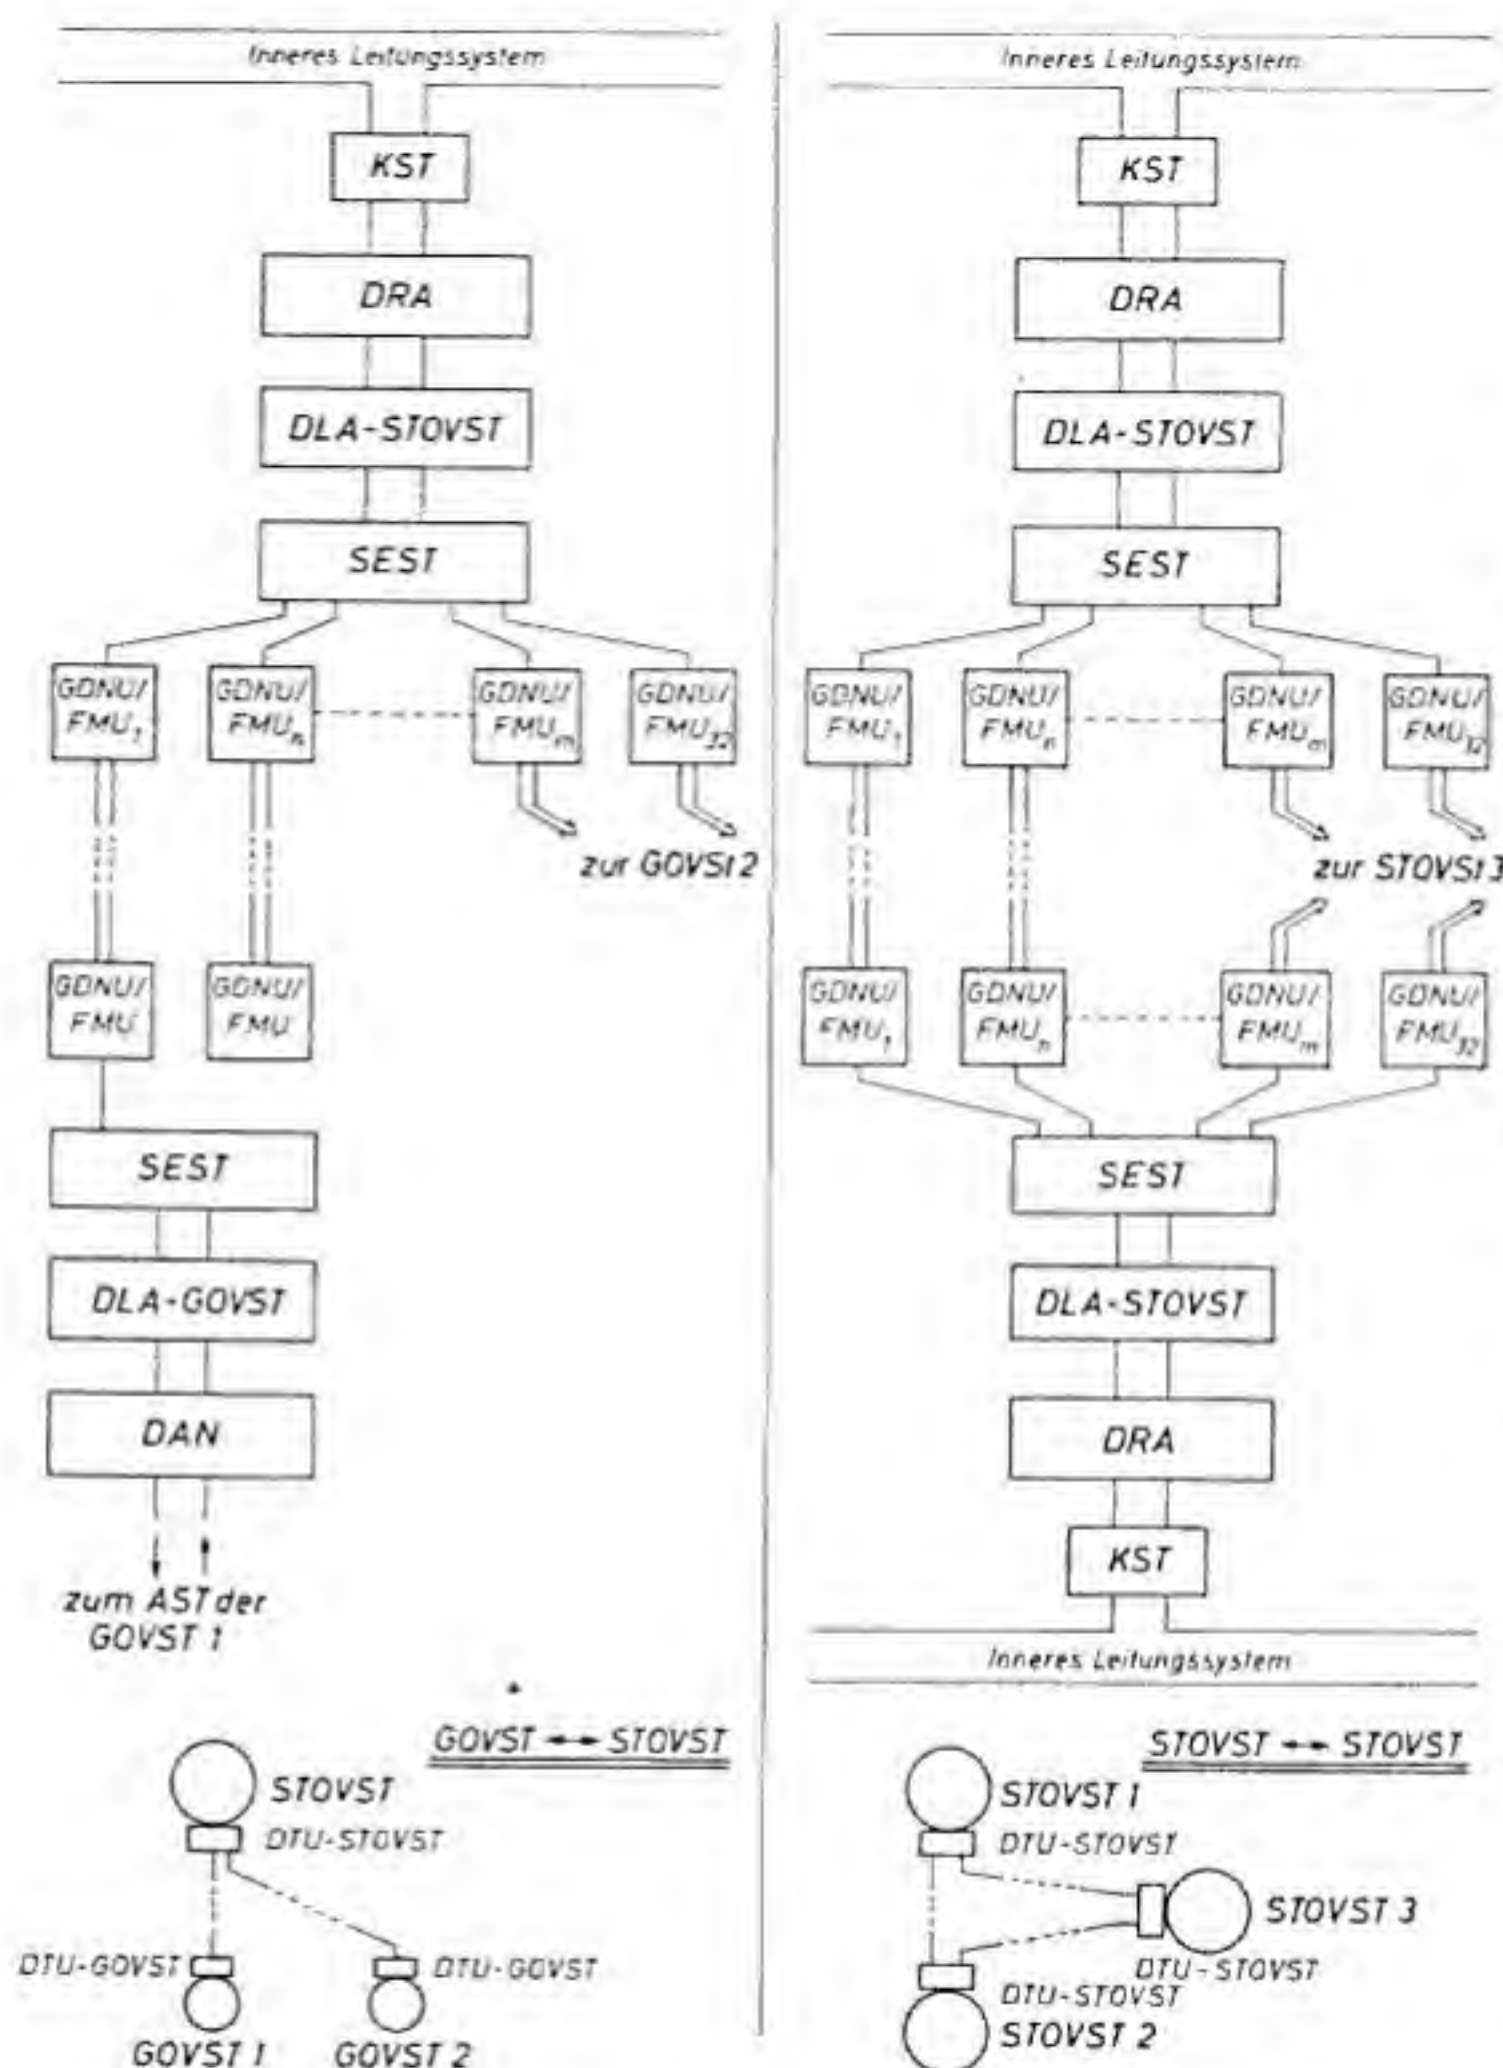 Inneres Leitungssystem
KST
DRA
DLA-STOVST
SEST
GDNU/
FMU1
GDNU/
FMUn
GDNU/
FMUm
GDNU/
FMU32
zur GOVSt 2
GDNU/
FMU
GDNU/
FMU
SEST
DLA-GOVST
DAN
zum AST der
GOVST 1
GOVST ↔ STOVST
STOVST
DTU-STOVST
DTU-GOVST
DTU-GOVST
GOVST 1
GOVST 2
Inneres Leitungssystem
KST
DRA
DLA-STOVST
SEST
GDNU/
FMU1
GDNU/
FMUn
GDNU/
FMUm
GDNU/
FMU32
zur STOVSt 3
GDNU/
FMU1
GDNU/
FMUn
GDNU/
FMUm
GDNU/
FMU32
SEST
DLA-STOVST
DRA
KST
Inneres Leitungssystem
STOVST ↔ STOVST
STOVST 1
DTU-STOVST
STOVST 3
DTU-STOVST
DTU-STOVST
STOVST 2